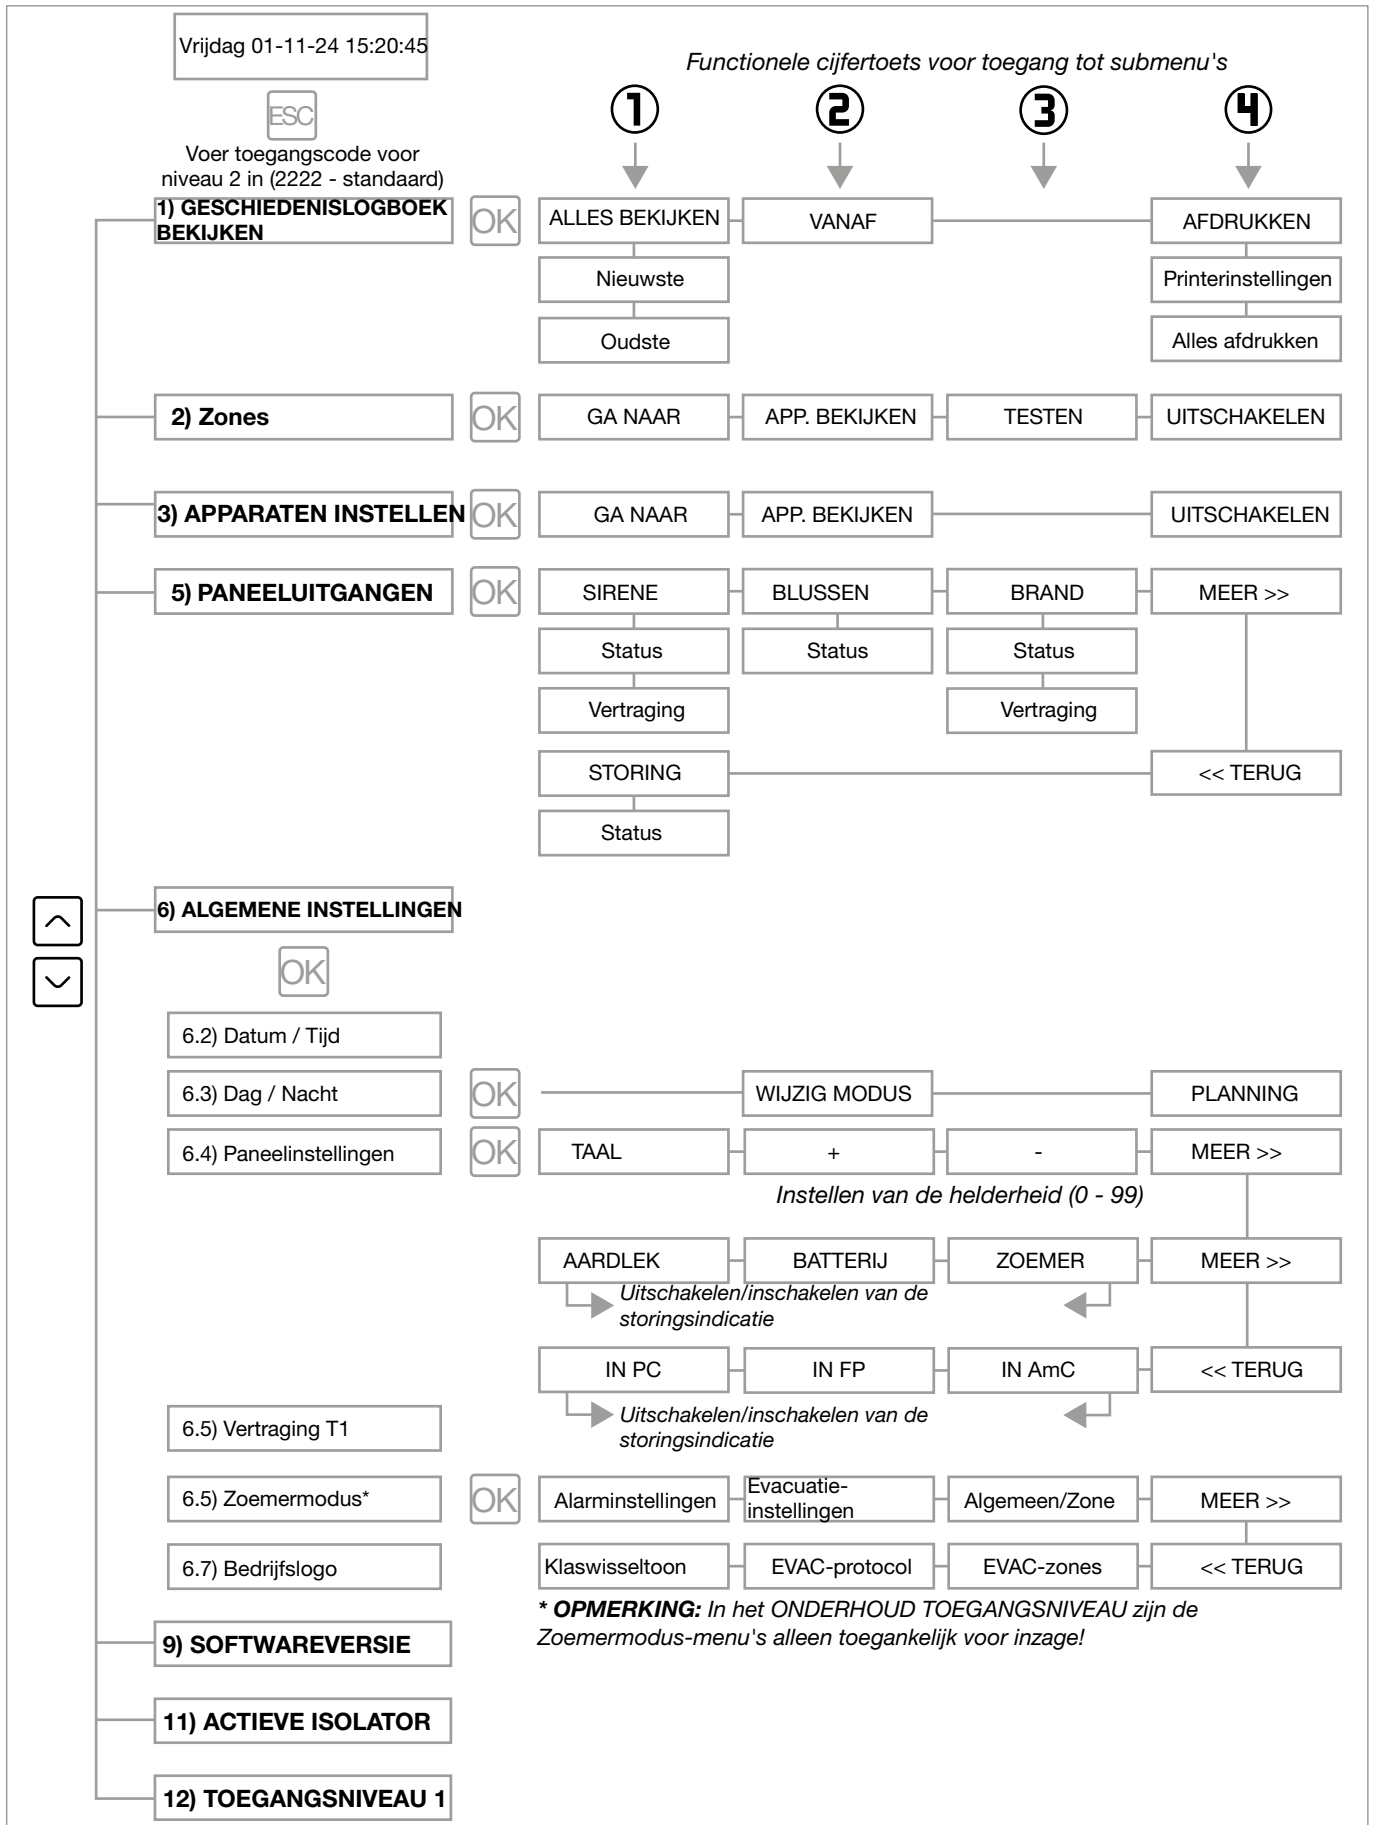 Vrijdag 01-11-24 15:20:45
Functionele cijfertoets voor toegang tot submenu's
ESC
1
2
3
4
Voer toegangscode voor
niveau 2 in (2222 - standaard)
1) GESCHIEDENISLOGBOEK
BEKIJKEN
OK
ALLES BEKIJKEN
VANAF
AFDRUKKEN
Nieuwste
Printerinstellingen
Oudste
Alles afdrukken
2) Zones
OK
GA NAAR
APP. BEKIJKEN
TESTEN
UITSCHAKELEN
3) APPARATEN INSTELLEN
OK
GA NAAR
APP. BEKIJKEN
UITSCHAKELEN
5) PANEELUITGANGEN
OK
SIRENE
BLUSSEN
BRAND
MEER >>
Status
Status
Status
Vertraging
Vertraging
STORING
<< TERUG
Status
6) ALGEMENE INSTELLINGEN
OK
6.2) Datum / Tijd
6.3) Dag / Nacht
OK
WIJZIG MODUS
PLANNING
6.4) Paneelinstellingen
OK
TAAL
+
-
MEER >>
Instellen van de helderheid (0 - 99)
AARDLEK
BATTERIJ
ZOEMER
MEER >>
Uitschakelen/inschakelen van de
storingsindicatie
IN PC
IN FP
IN AmC
<< TERUG
Uitschakelen/inschakelen van de
storingsindicatie
6.5) Vertraging T1
6.5) Zoemermodus*
OK
Alarminstellingen
Evacuatie-
instellingen
Algemeen/Zone
MEER >>
6.7) Bedrijfslogo
Klaswisseltoon
EVAC-protocol
EVAC-zones
<< TERUG
* OPMERKING: In het ONDERHOUD TOEGANGSNIVEAU zijn de
Zoemermodus-menu's alleen toegankelijk voor inzage!
9) SOFTWAREVERSIE
11) ACTIEVE ISOLATOR
12) TOEGANGSNIVEAU 1